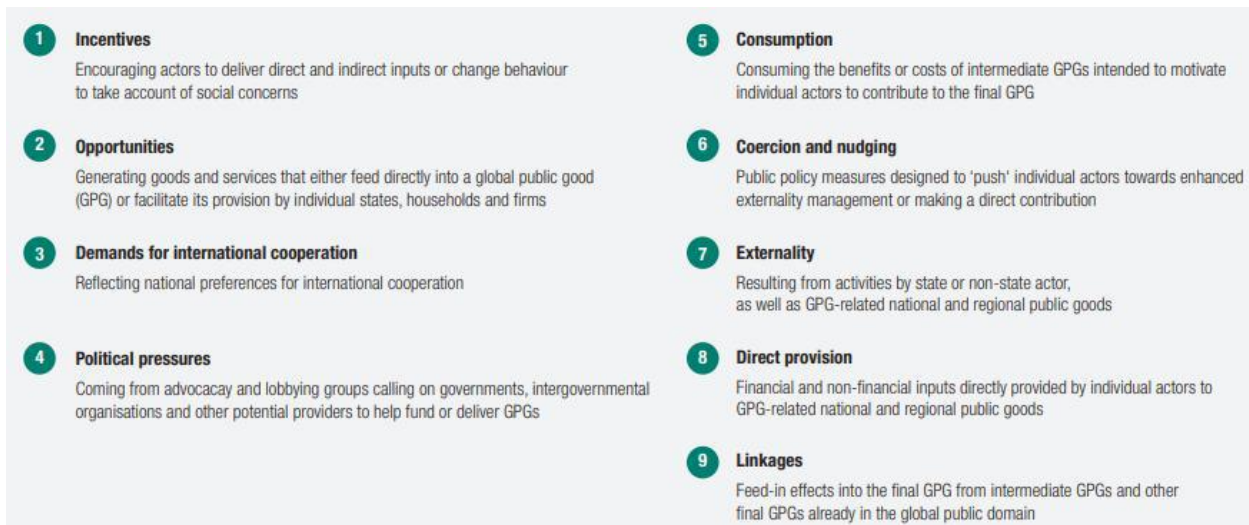 1
Incentives
Encouraging actors to deliver direct and indirect inputs or change behaviour
to take account of social concerns
2
Opportunities
Generating goods and services that either feed directly into a global public good
(GPG) or facilitate its provision by individual states, households and firms
3
Demands for international cooperation
Reflecting national preferences for international cooperation
4
Political pressures
Coming from advocacay and lobbying groups calling on governments, intergovernmental
organisations and other potential providers to help fund or deliver GPGs
5
Consumption
Consuming the benefits or costs of intermediate GPGs intended to motivate
individual actors to contribute to the final GPG
6
Coercion and nudging
Public policy measures designed to 'push' individual actors towards enhanced
externality management or making a direct contribution
7
Externality
Resulting from activities by state or non-state actor,
as well as GPG-related national and regional public goods
8
Direct provision
Financial and non-financial inputs directly provided by individual actors to
GPG-related national and regional public goods
9
Linkages
Feed-in effects into the final GPG from intermediate GPGs and other
final GPGs already in the global public domain